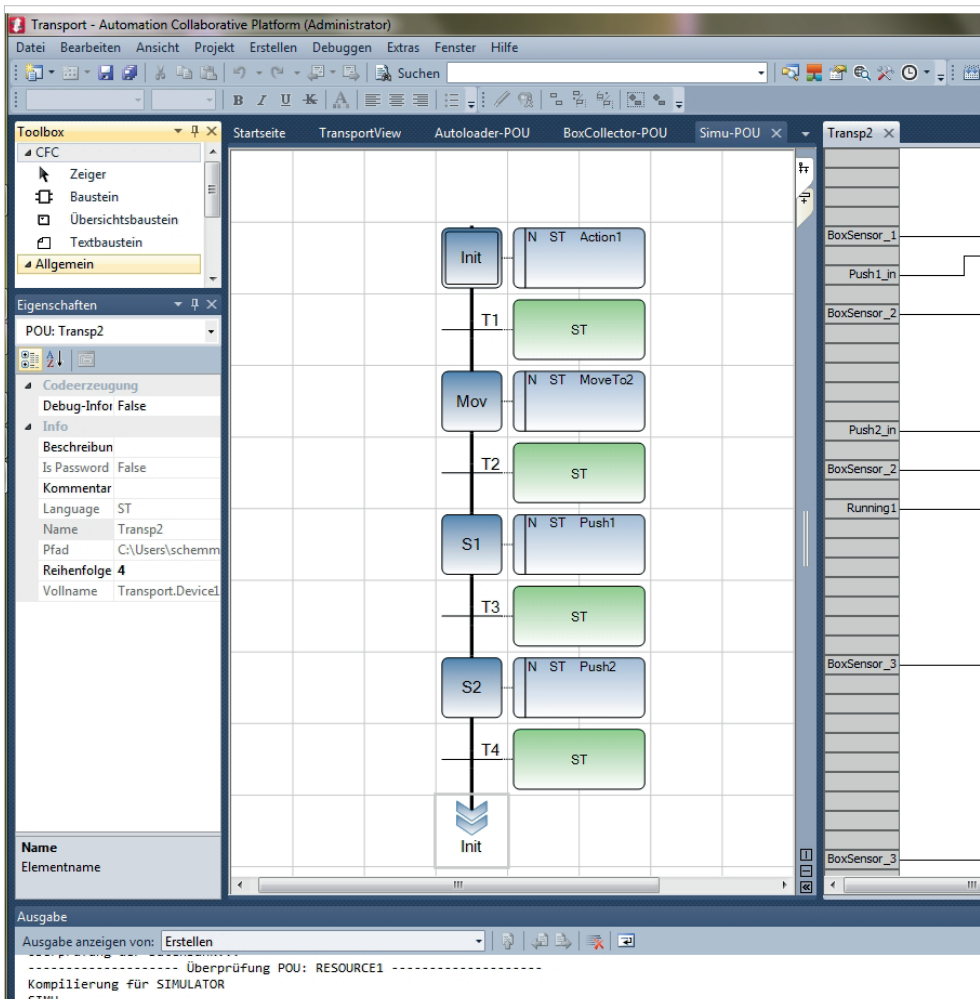 Transport - Automation Collaborative Platform (Administrator)
Datei Bearbeiten Ansicht Projekt Erstellen Debuggen Extras Fenster Hilfe
Suchen
B I U K A
Toolbox
CFC
Zeiger
Baustein
Übersichtsbaustein
Textbaustein
Allgemein
Eigenschaften
POU: Transp2
Codeerzeugung
Debug-Infor False
Info
Beschreibun
Is Password False
Kommentar
Language ST
Name Transp2
Pfad C:\Users\schemm
Reihenfolge 4
Vollname Transport.Device1
Name
Elementname
Startseite TransportView Autoloader-POU BoxCollector-POU Simu-POU
Init
N ST Action1
T1
ST
Mov
N ST MoveTo2
T2
ST
S1
N ST Push1
T3
ST
S2
N ST Push2
T4
ST
Init
Transp2
BoxSensor_1
Push1_in
BoxSensor_2
Push2_in
BoxSensor_2
Running1
BoxSensor_3
BoxSensor_3
Ausgabe
Ausgabe anzeigen von: Erstellen
-------------------- Überprüfung POU: RESOURCE1 --------------------
Kompilierung für SIMULATOR